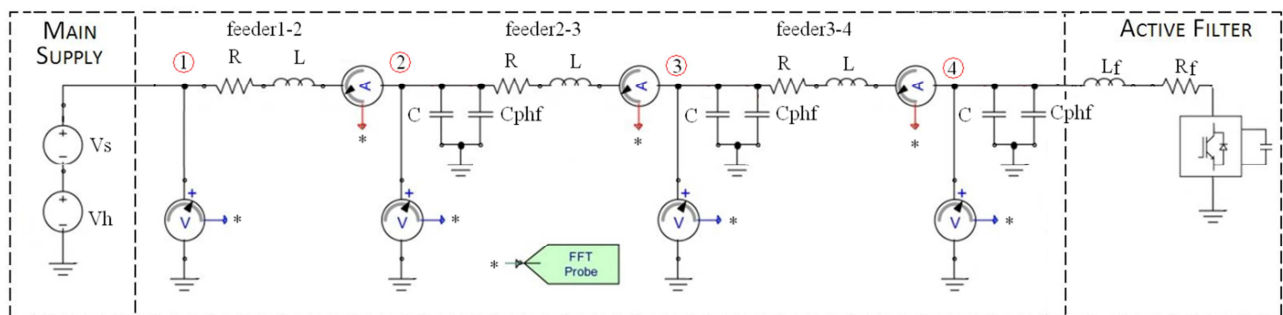 MAIN SUPPLY
feeder1-2
feeder2-3
feeder3-4
ACTIVE FILTER
1
R
L
A
2
R
L
A
3
R
L
A
4
Lf
Rf
Vs
Vh
C
Cphf
C
Cphf
C
Cphf
*
*
*
+
V
*
+
V
*
+
V
*
+
V
*
* FFT
Probe